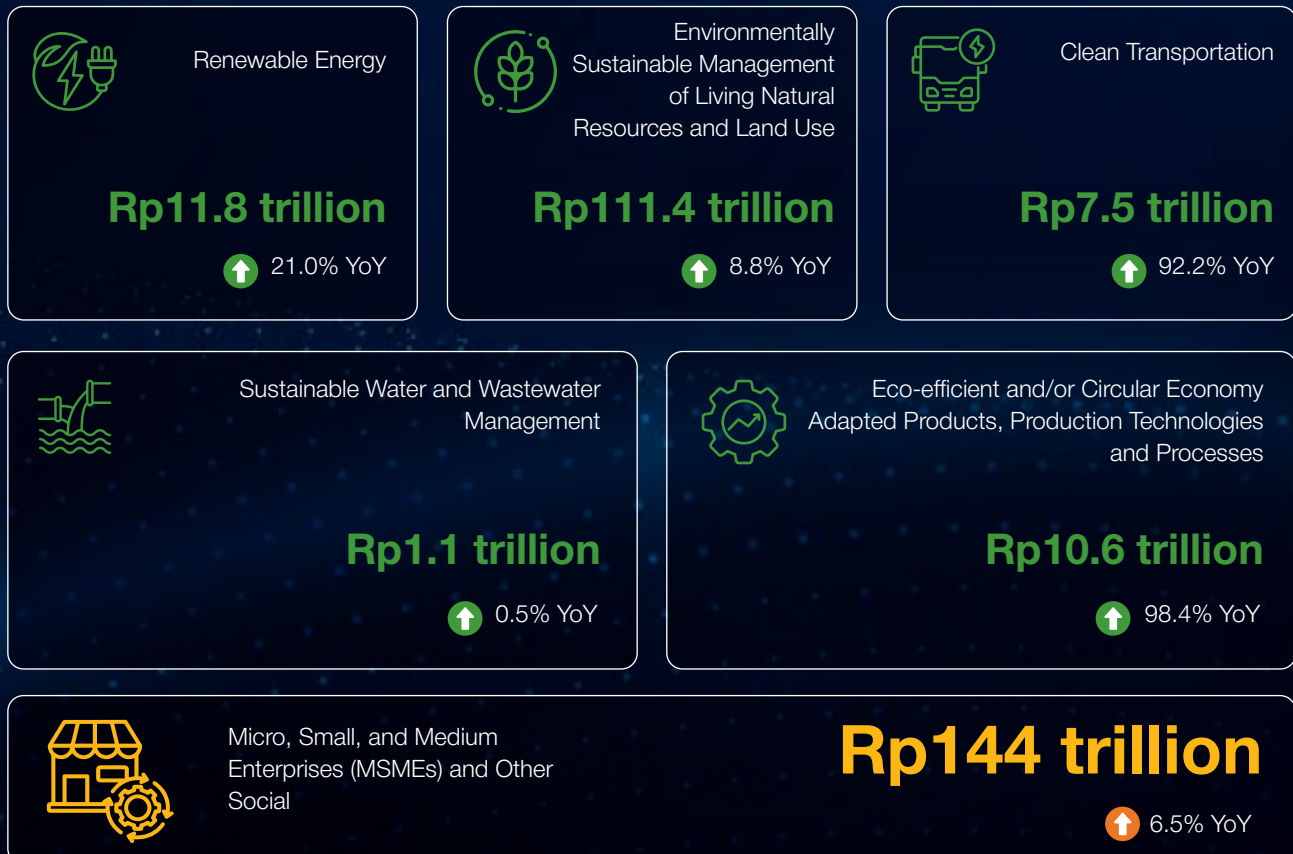 Renewable Energy
Rp11.8 trillion
21.0% YoY
Environmentally
Sustainable Management
of Living Natural
Resources and Land Use
Rp111.4 trillion
8.8% YoY
Clean Transportation
Rp7.5 trillion
92.2% YoY
Sustainable Water and Wastewater
Management
Rp1.1 trillion
0.5% YoY
Eco-efficient and/or Circular Economy
Adapted Products, Production Technologies
and Processes
Rp10.6 trillion
98.4% YoY
Micro, Small, and Medium
Enterprises (MSMEs) and Other
Social
Rp144 trillion
6.5% YoY